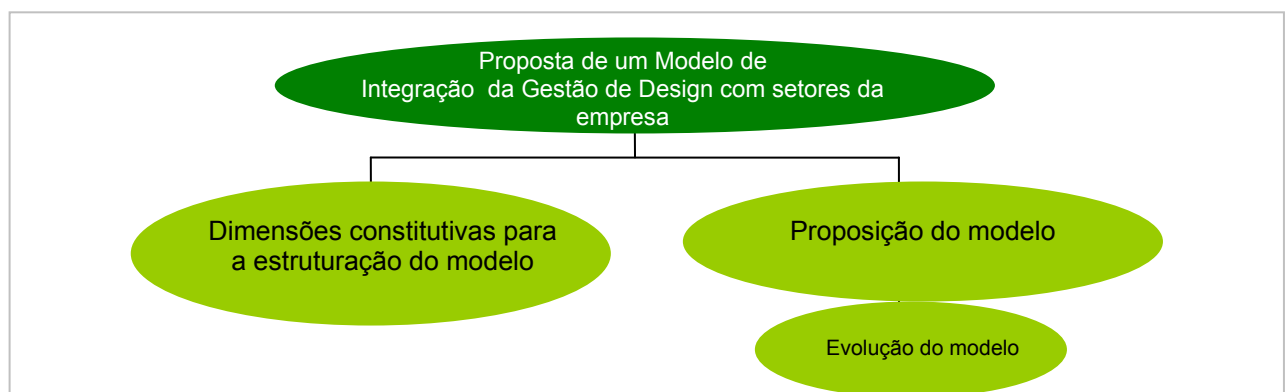 Proposta de um Modelo de
Integração da Gestão de Design com setores da
empresa
Dimensões constitutivas para
a estruturação do modelo
Proposição do modelo
Evolução do modelo